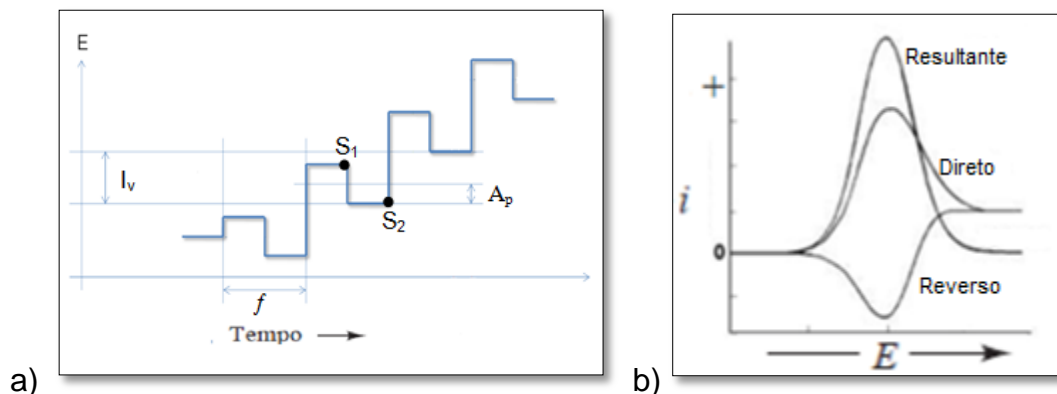 E
S1
Iv
Ap
S2
f
Tempo
a)
+
i
0
Resultante
Direto
Reverso
E
b)